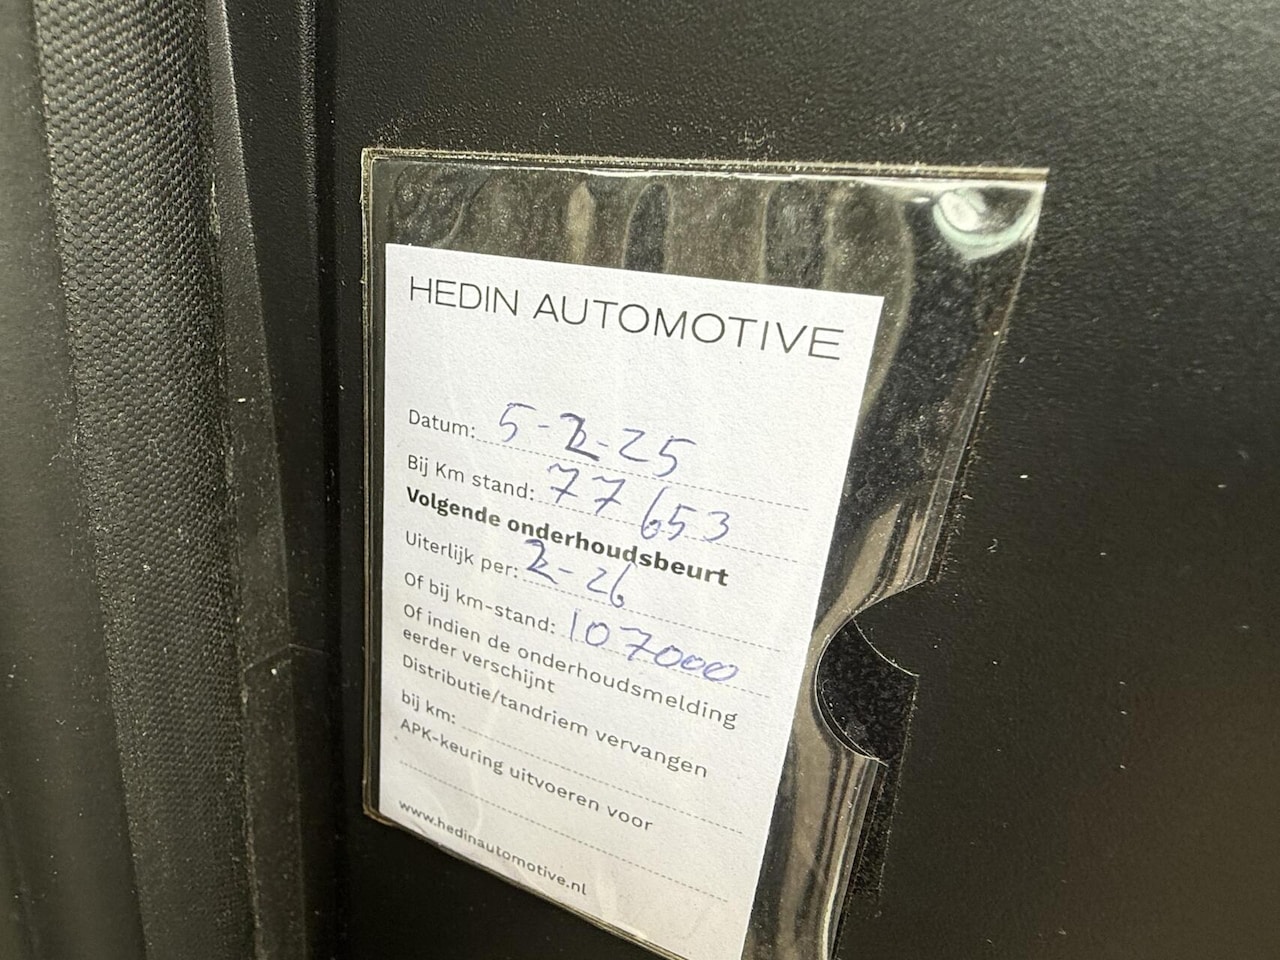 HEDIN AUTOMOTIVE
Datum: 5-2-25
Bij Km stand: 77653
Volgende onderhoudsbeurt
Uiterlijk per: 2-26
Of bij km-stand: 107000
Of indien de onderhoudsmelding
eerder verschijnt
Distributie/tandriem vervangen
bij km:
APK-keuring uitvoeren voor
www.hedinautomotive.nl